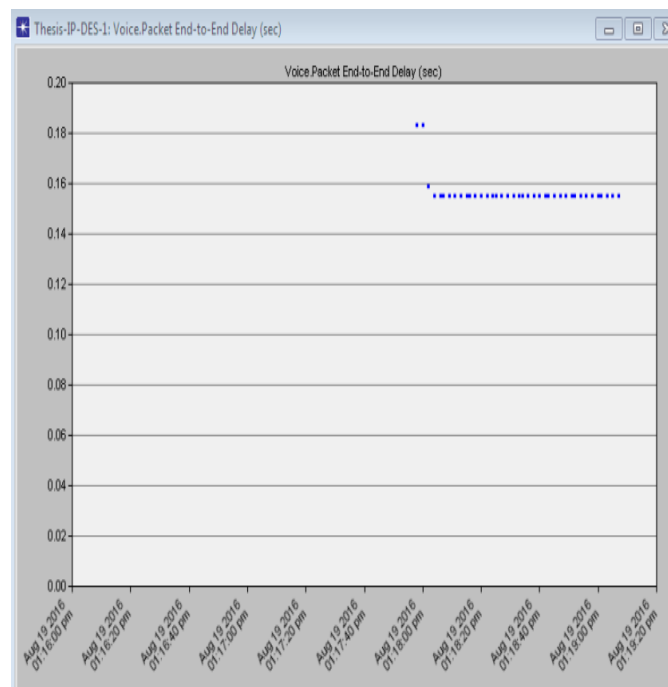 Thesis-IP-DES-1: Voice.Packet End-to-End Delay (sec)
Voice.Packet End-to-End Delay (sec)
0.20
0.18
0.16
0.14
0.12
0.10
0.08
0.06
0.04
0.02
0.00
Aug 19 2016
01:16:00 pm
Aug 19 2016
01:16:20 pm
Aug 19 2016
01:16:40 pm
Aug 19 2016
01:17:00 pm
Aug 19 2016
01:17:20 pm
Aug 19 2016
01:17:40 pm
Aug 19 2016
01:18:00 pm
Aug 19 2016
01:18:20 pm
Aug 19 2016
01:18:40 pm
Aug 19 2016
01:19:00 pm
Aug 19 2016
01:19:20 pm